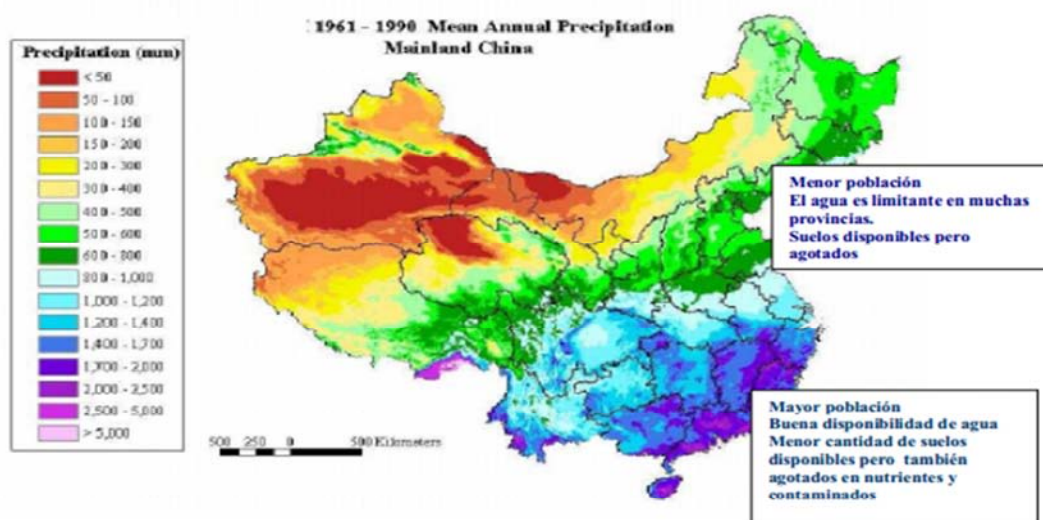 1961 - 1990 Mean Annual Precipitation
Mainland China
Precipitation (mm)
< 50
50 - 100
100 - 150
150 - 200
200 - 300
300 - 400
400 - 500
500 - 600
600 - 800
800 - 1,000
1,000 - 1,200
1,200 - 1,400
1,400 - 1,700
1,700 - 2,000
2,000 - 2,500
2,500 - 5,000
> 5,000
Menor población
El agua es limitante en muchas
provincias.
Suelos disponibles pero
agotados
Mayor población
Buena disponibilidad de agua
Menor cantidad de suelos
disponibles pero también
agotados en nutrientes y
contaminados
500 250 0 500 Kilometers